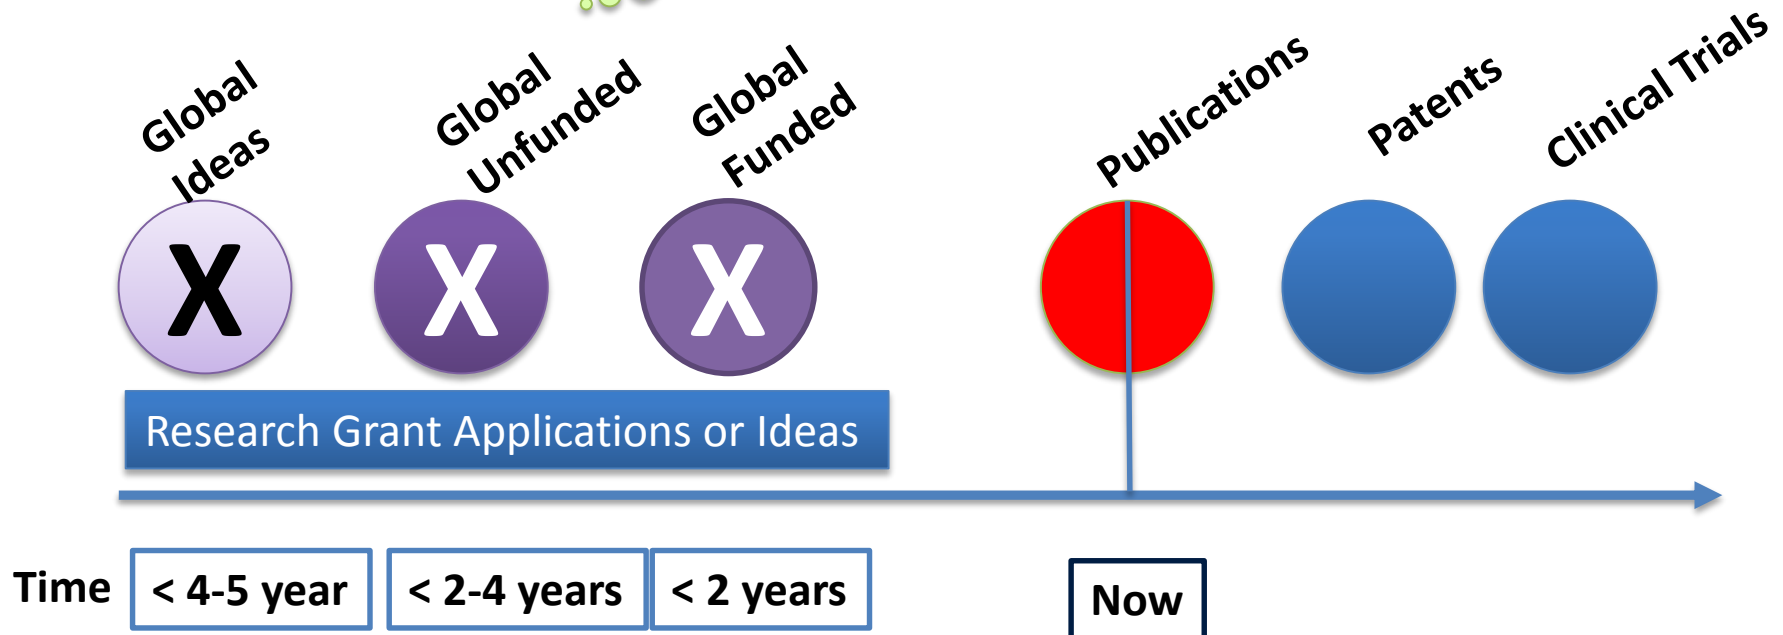 Global
Ideas
Global
Unfunded
Global
Funded
Publications
Patents
Clinical Trials
X
X
X
Research Grant Applications or Ideas
Time
< 4-5 year
< 2-4 years
< 2 years
Now